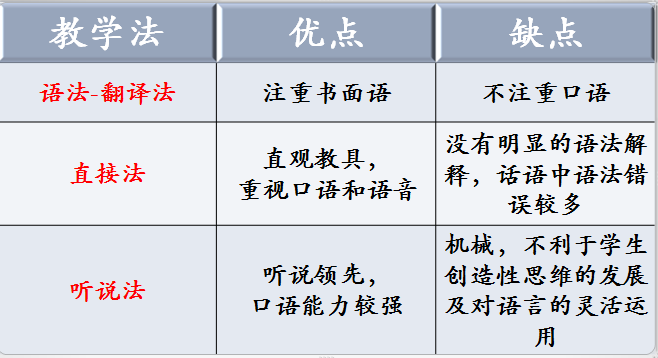 教学法 优点 缺点
语法-翻译法 注重书面语 不注重口语
直接法
直观教具，
重视口语和语音
没有明显的语法解
释，话语中语法错
误较多
听说法
听说领先，
口语能力较强
机械，不利于学生
创造性思维的发展
及对语言的灵活运
用